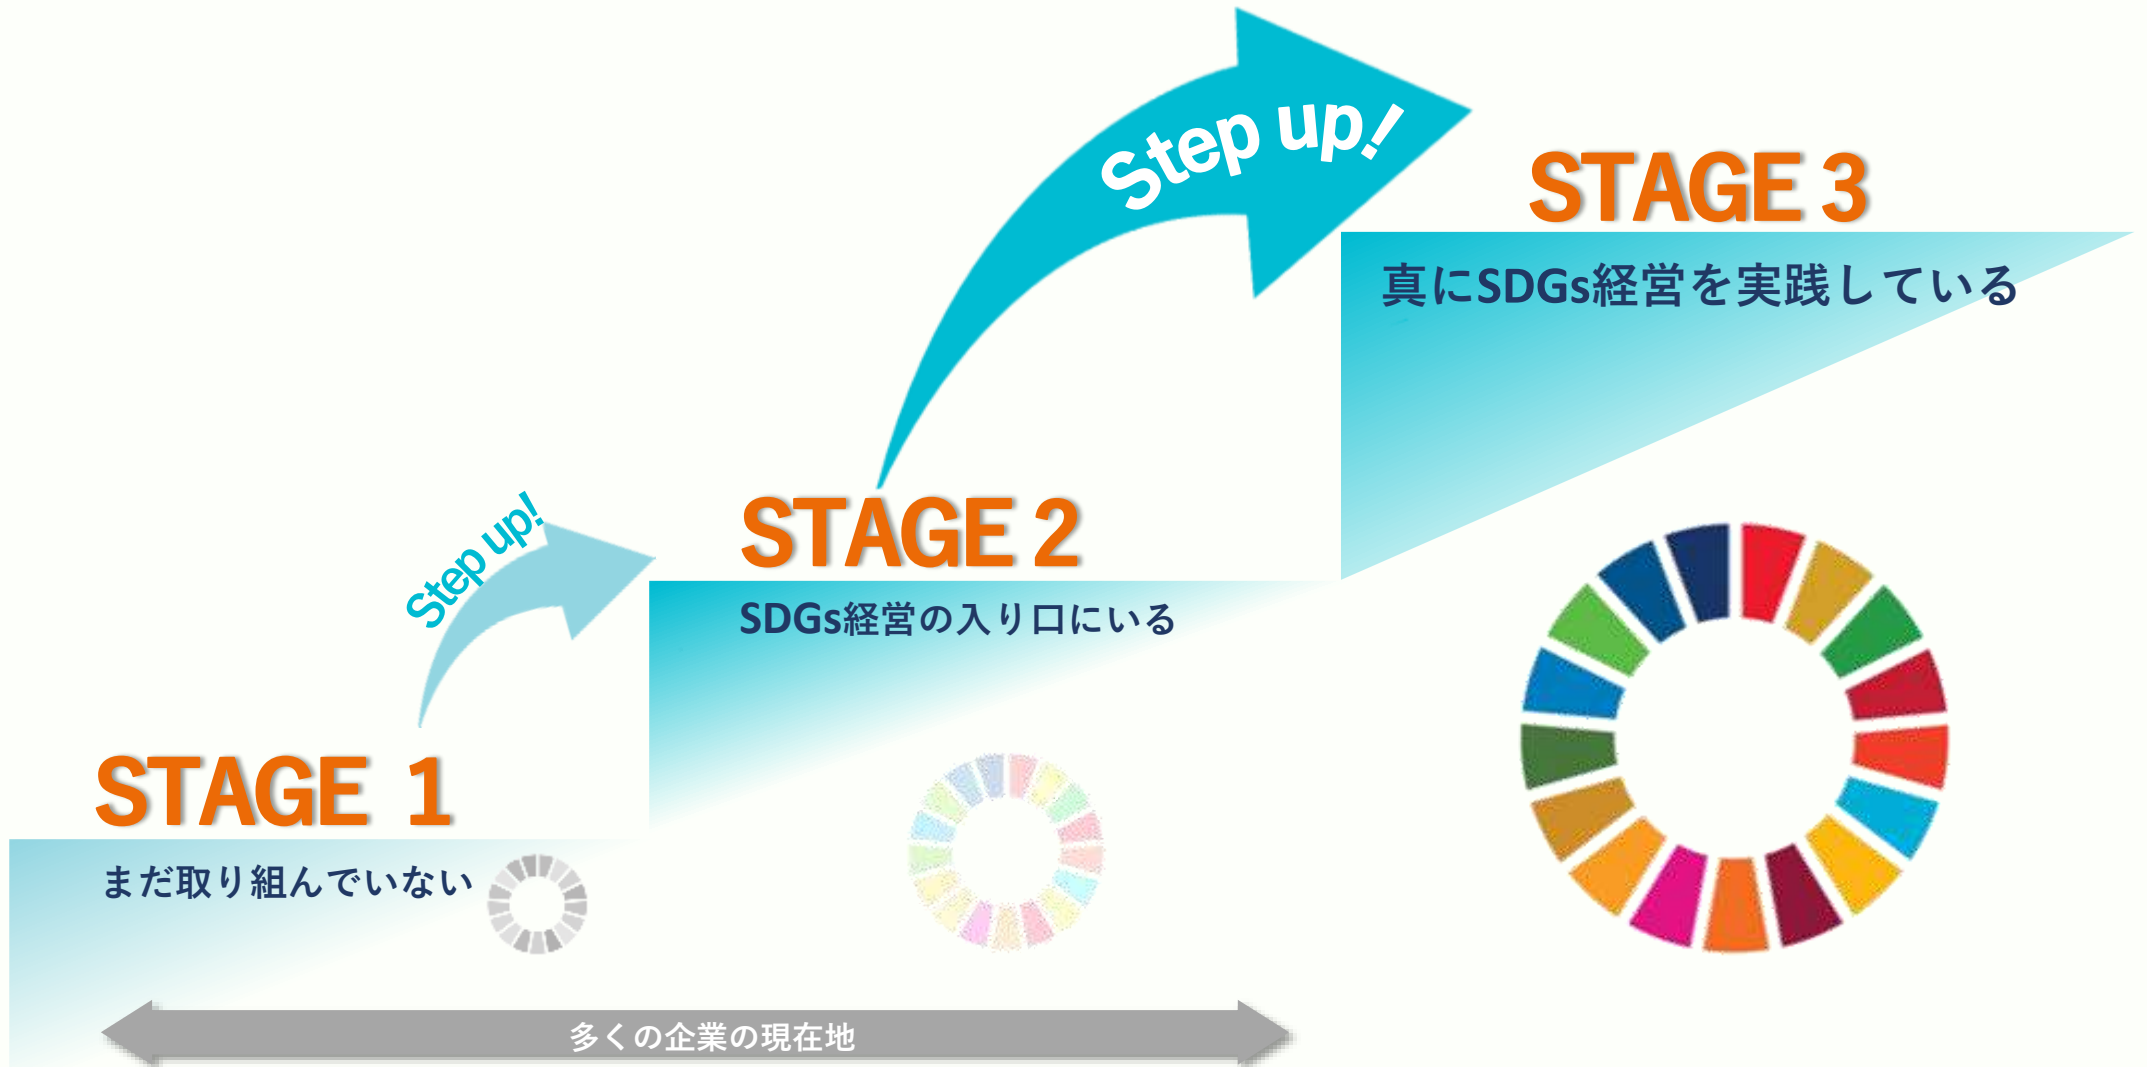 STAGE 1
まだ取り組んでいない
Step up!
STAGE 2
SDGs経営の入り口にいる
Step up!
STAGE 3
真にSDGs経営を実践している
多くの企業の現在地